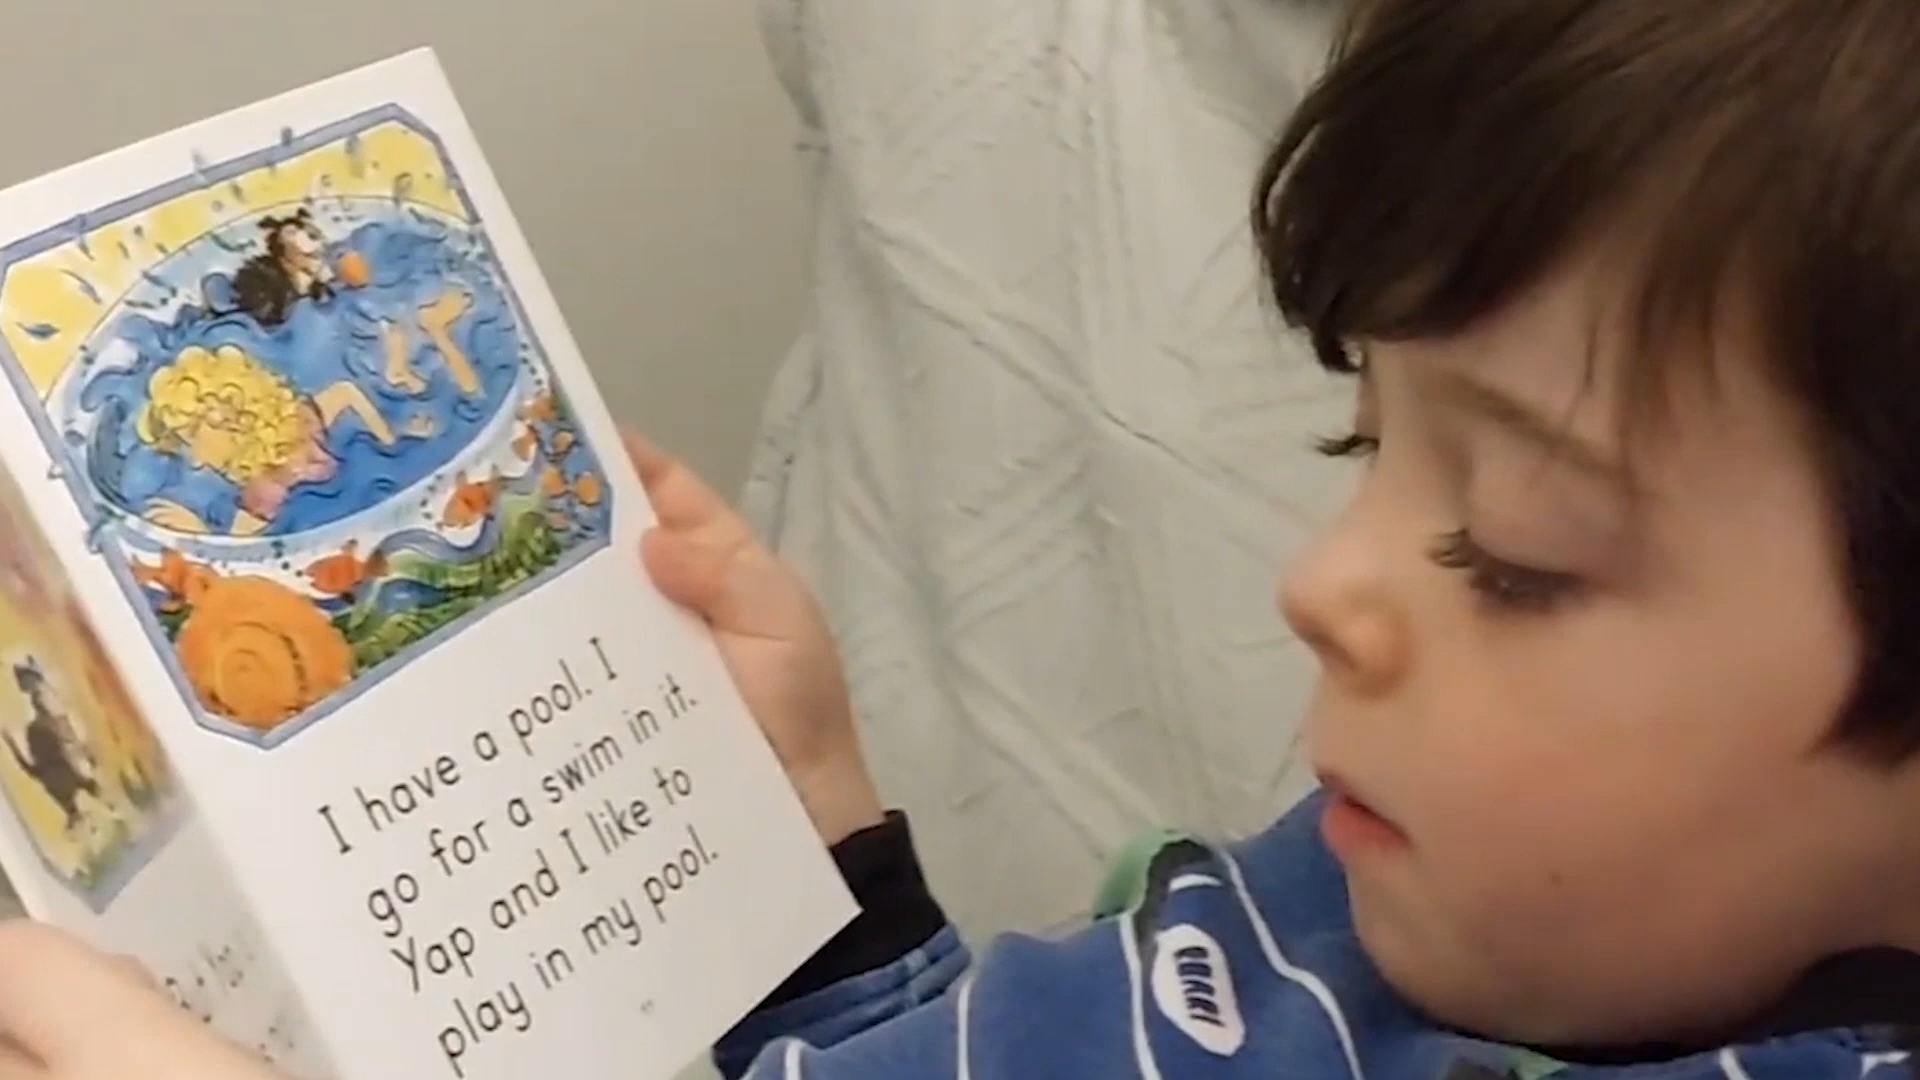 I have a pool. I
go for a swim in it.
Yap and I like to
play in my pool.